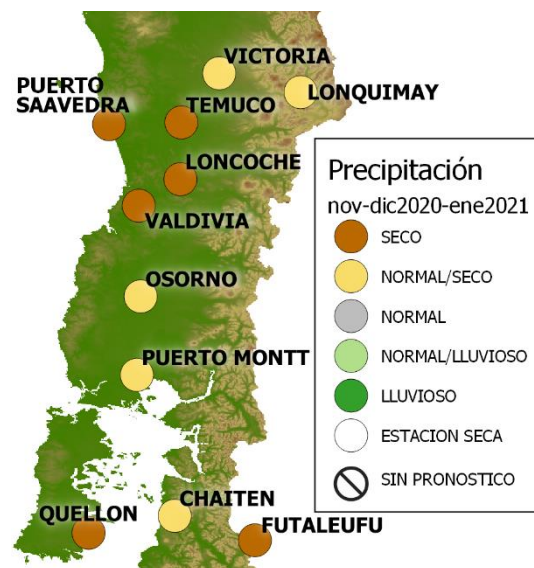 VICTORIA
PUERTO
SAAVEDRA
LONQUIMAY
TEMUCO
LONCOCHE
VALDIVIA
OSORNO
PUERTO MONTT
CHAITEN
QUELLON
FUTALEUFU
Precipitación
nov-dic2020-ene2021
SECO
NORMAL/SECO
NORMAL
NORMAL/LLUVIOSO
LLUVIOSO
ESTACION SECA
SIN PRONOSTICO